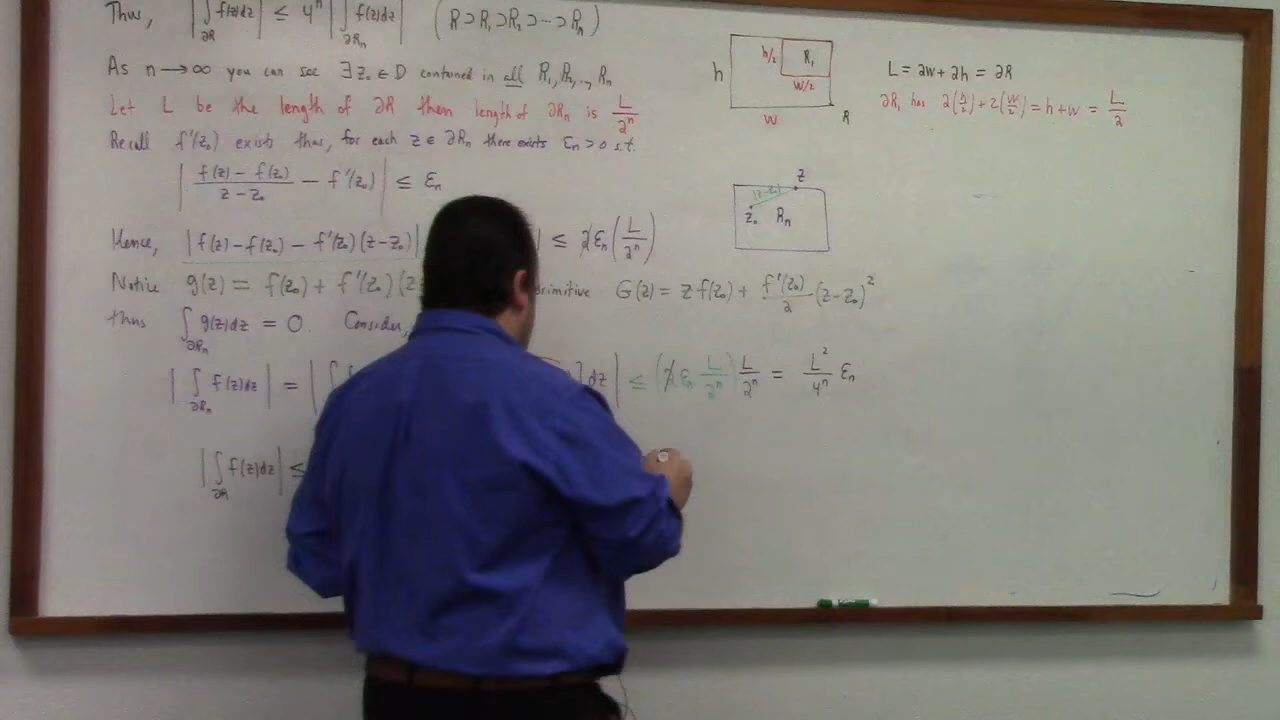 Thus, |∫∂R f(z)dz| ≤ 4ⁿ |∫∂Rn f(z)dz| (R ⊃ R₁ ⊃ R₂ ⊃ ··· ⊃ Rn)
As n → ∞ you can see ∃ z₀ ∈ D contained in all R₁, R₂, ..., Rn
Let L be the length of ∂R then length of ∂Rn is L/2ⁿ
Recall f'(z₀) exists thus, for each z ∈ ∂Rn there exists εn > 0 s.t.
|(f(z) − f(z₀))/(z − z₀) − f'(z₀)| ≤ εn
Hence, |f(z) − f(z₀) − f'(z₀)(z − z₀)| | ≤ 2εn(L/2ⁿ)
Notice g(z) = f(z₀) + f'(z₀)(z primitive G(z) = z f(z₀) + f'(z₀)/2 (z − z₀)²
thus ∫∂Rn g(z)dz = 0. Consider,
|∫∂Rn f(z)dz| = |∫ ] dz| ≤ (2εn L/2ⁿ) L/2ⁿ = L²/4ⁿ εn
|∫∂R f(z)dz| ≤
h
h/2
R₁
w/2
w
R
L = 2w + 2h = ∂R
∂R₁ has 2(h/2) + 2(w/2) = h + w = L/2
z
|z−z₀|
z₀
Rn